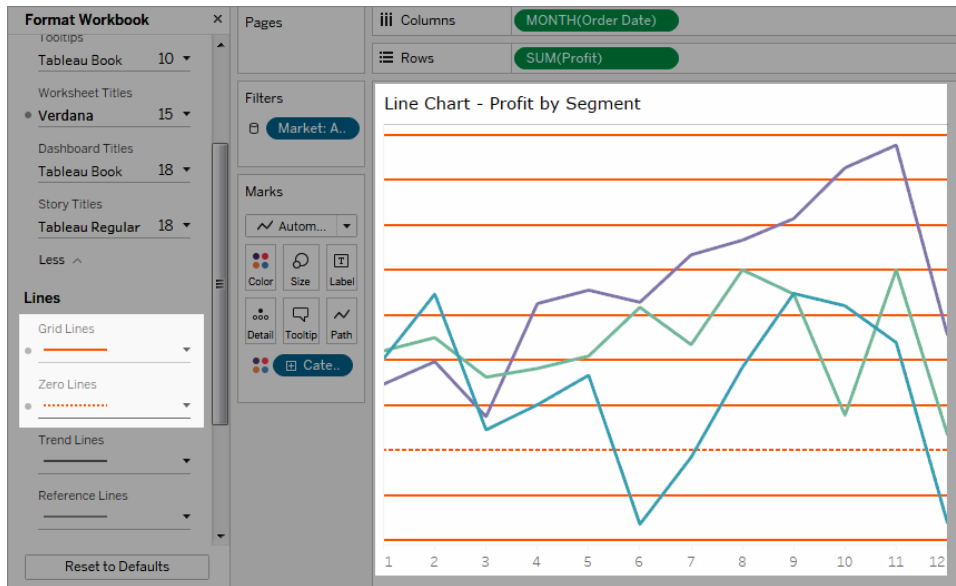 Format Workbook
×
Tooltips
Tableau Book 10
Worksheet Titles
Verdana 15
Dashboard Titles
Tableau Book 18
Story Titles
Tableau Regular 18
Less
Lines
Grid Lines
Zero Lines
Trend Lines
Reference Lines
Reset to Defaults
Pages
Filters
Market: A..
Marks
Autom...
Color Size Label
Detail Tooltip Path
Cate..
Columns MONTH(Order Date)
Rows SUM(Profit)
Line Chart - Profit by Segment
1 2 3 4 5 6 7 8 9 10 11 12